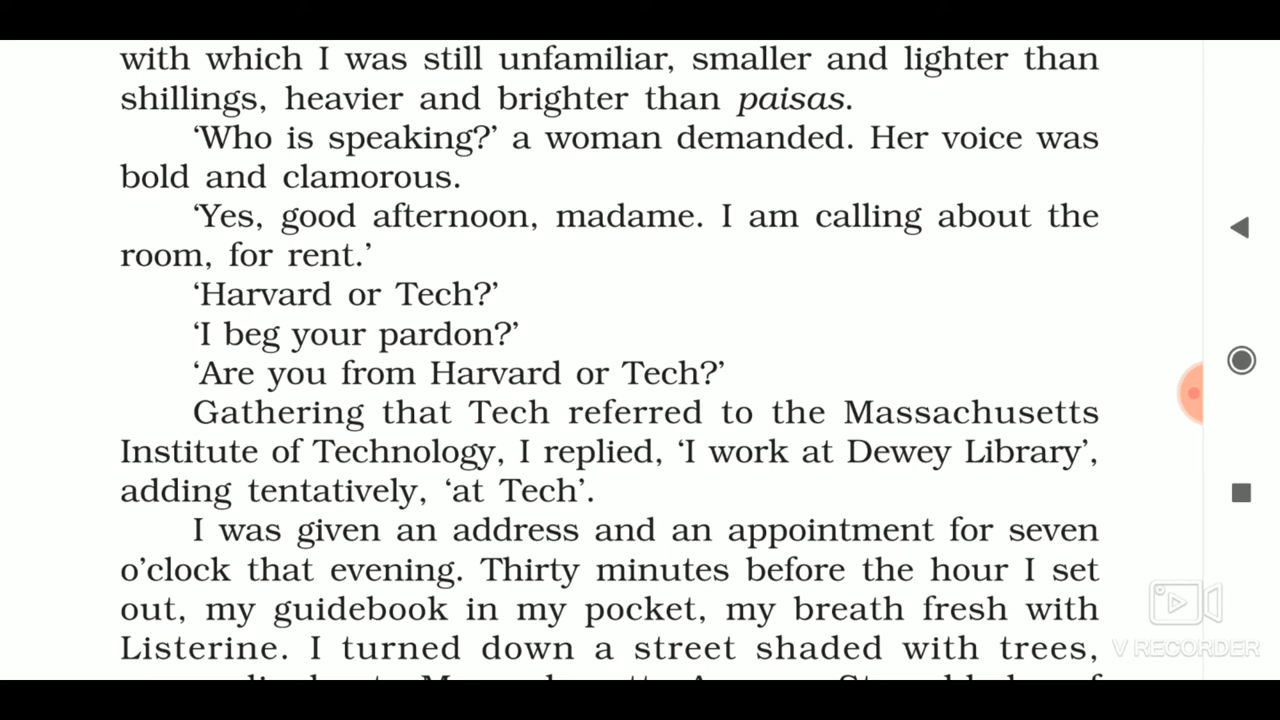 with which I was still unfamiliar, smaller and lighter than
shillings, heavier and brighter than paisas.
‘Who is speaking?’ a woman demanded. Her voice was
bold and clamorous.
‘Yes, good afternoon, madame. I am calling about the
room, for rent.’
‘Harvard or Tech?’
‘I beg your pardon?’
‘Are you from Harvard or Tech?’
Gathering that Tech referred to the Massachusetts
Institute of Technology, I replied, ‘I work at Dewey Library’,
adding tentatively, ‘at Tech’.
I was given an address and an appointment for seven
o’clock that evening. Thirty minutes before the hour I set
out, my guidebook in my pocket, my breath fresh with
Listerine. I turned down a street shaded with trees,
V RECORDER